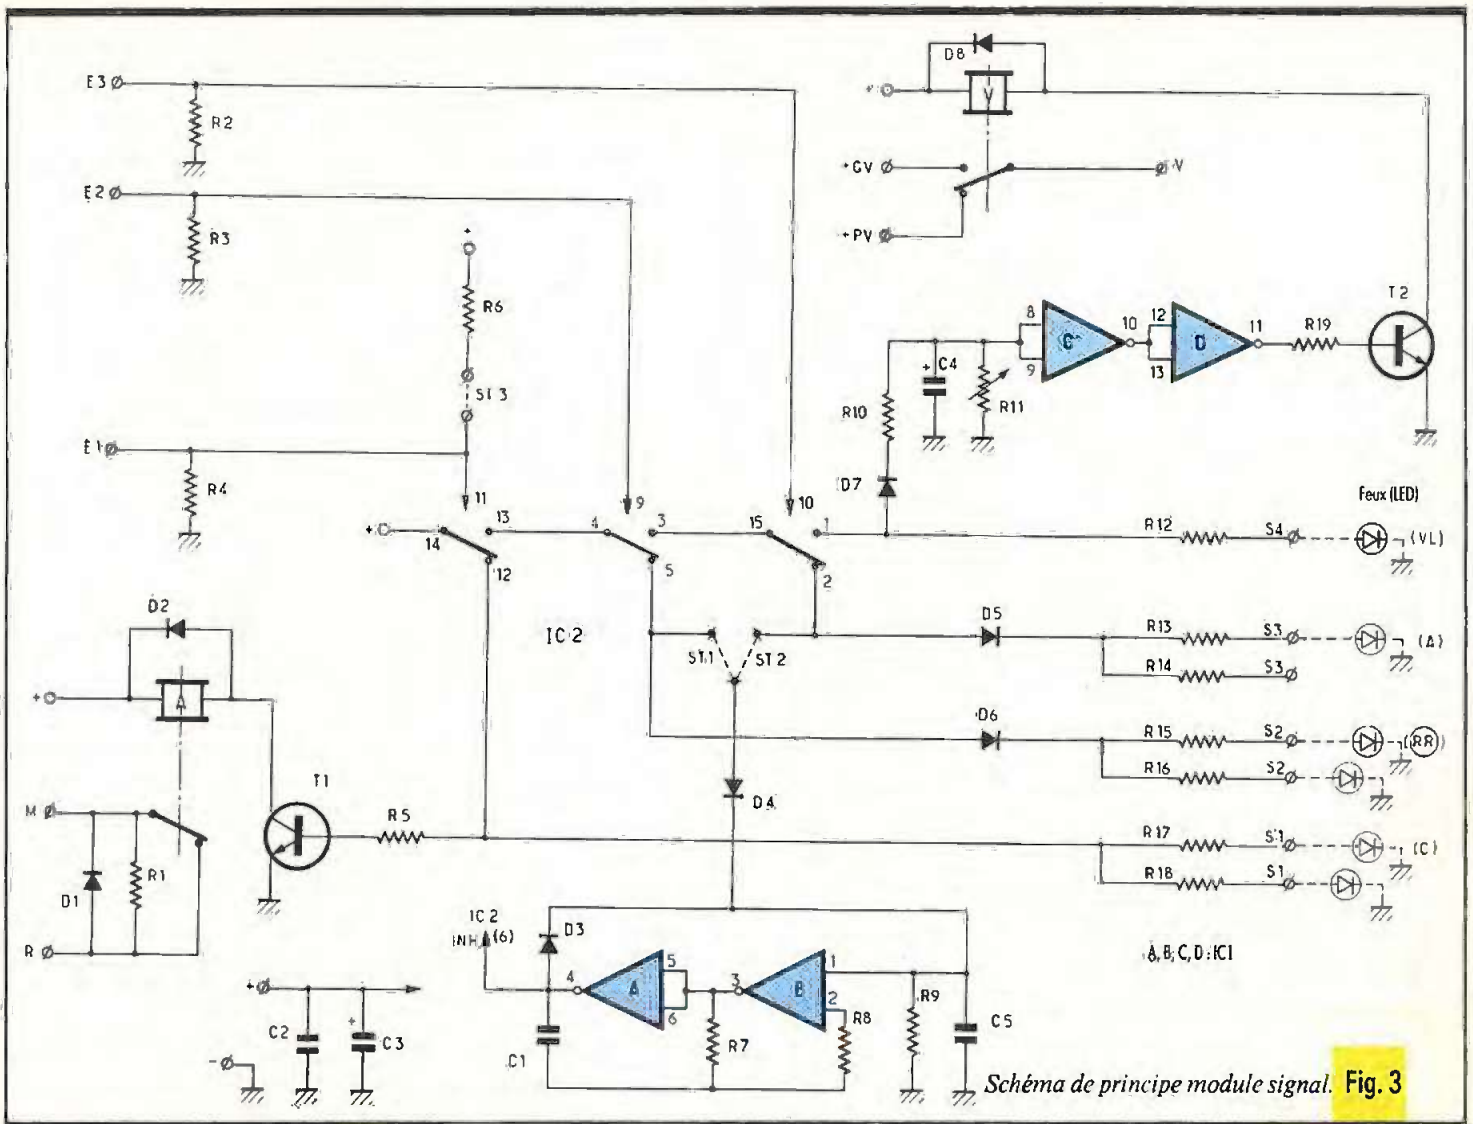 D8
E3
+
V
R2
+GV
V
E2
R3
+PV
+
R6
T2
8
10
12
11
R19
C
D
9
13
+
C4
ST3
R10
R11
E1
R4
11
9
10
D7
Feux (LED)
+
13
4
3
15
1
R12
S4
(VL)
14
12
5
2
D2
IC2
D5
R13
S3
(A)
ST1
ST2
R14
S3
+
A
D6
R15
S2
(RR)
R16
S2
T1
M
R5
D4
R17
S1
(C)
R1
R18
S1
D1
IC2
INH (6)
D3
R
5
1
A, B, C, D : IC1
4
A
3
B
+
6
2
R9
R8
+
C5
C2
C3
C1
R7
-
Schéma de principe module signal. Fig. 3